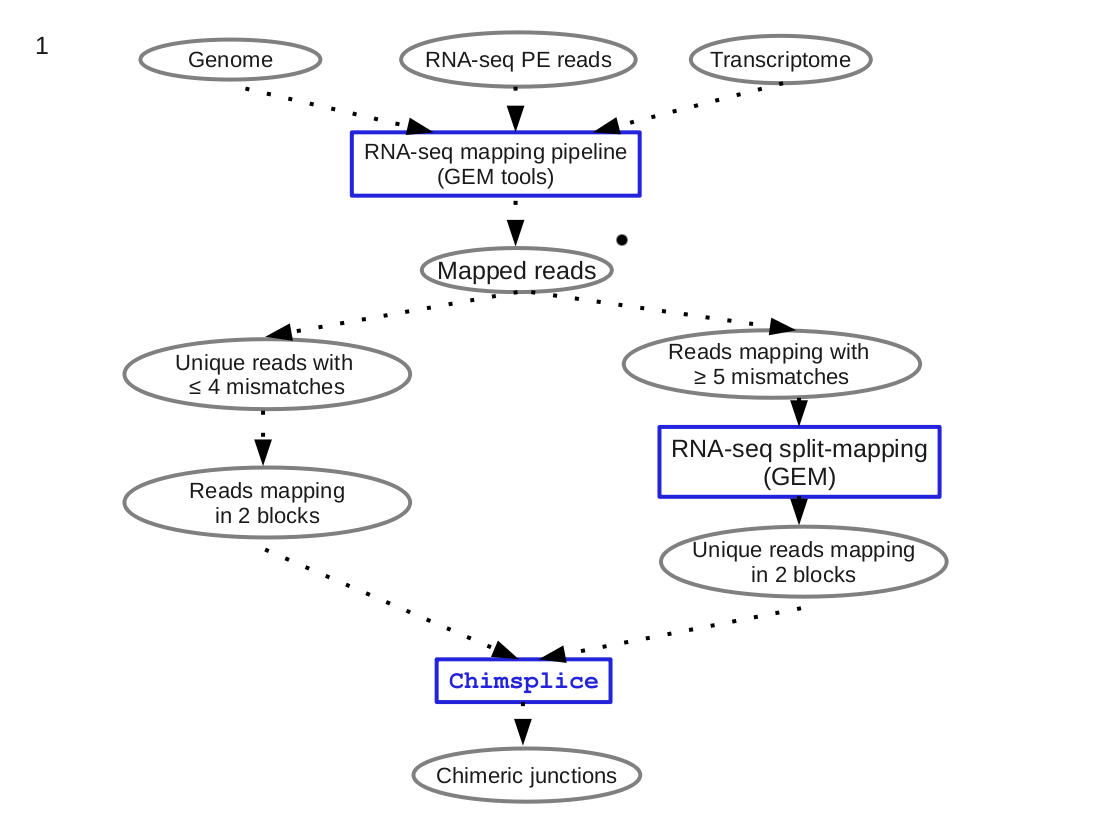 1
Genome
RNA-seq PE reads
Transcriptome
RNA-seq mapping pipeline
(GEM tools)
Mapped reads
Unique reads with
≤ 4 mismatches
Reads mapping with
≥ 5 mismatches
RNA-seq split-mapping
(GEM)
Reads mapping
in 2 blocks
Unique reads mapping
in 2 blocks
Chimsplice
Chimeric junctions